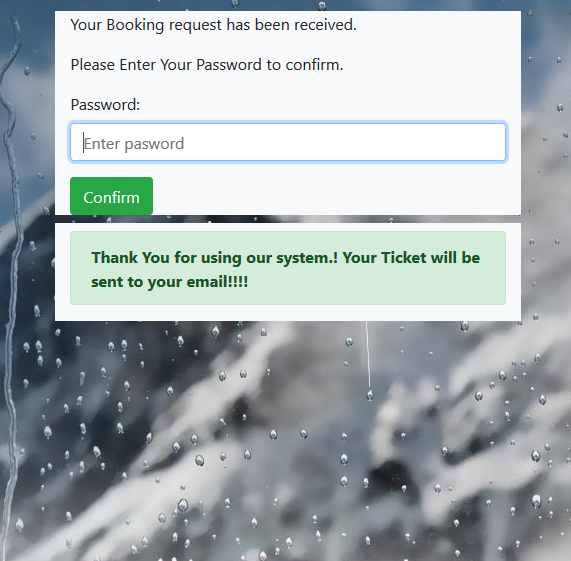 Your Booking request has been received.
Please Enter Your Password to confirm.
Password:
Enter pasword
Confirm
Thank You for using our system.! Your Ticket will be
sent to your email!!!!